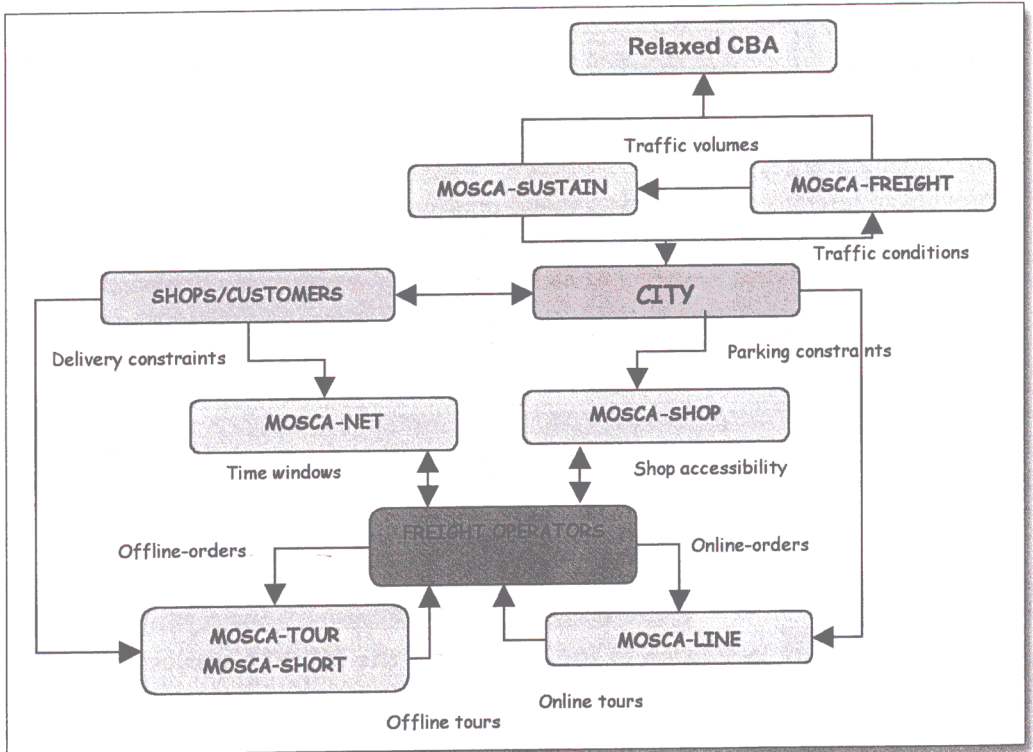 Relaxed CBA
Traffic volumes
MOSCA-SUSTAIN
MOSCA-FREIGHT
Traffic conditions
SHOPS/CUSTOMERS
CITY
Delivery constraints
Parking constraints
MOSCA-NET
MOSCA-SHOP
Time windows
Shop accessibility
FREIGHT OPERATORS
Offline-orders
Online-orders
MOSCA-TOUR
MOSCA-SHORT
MOSCA-LINE
Online tours
Offline tours